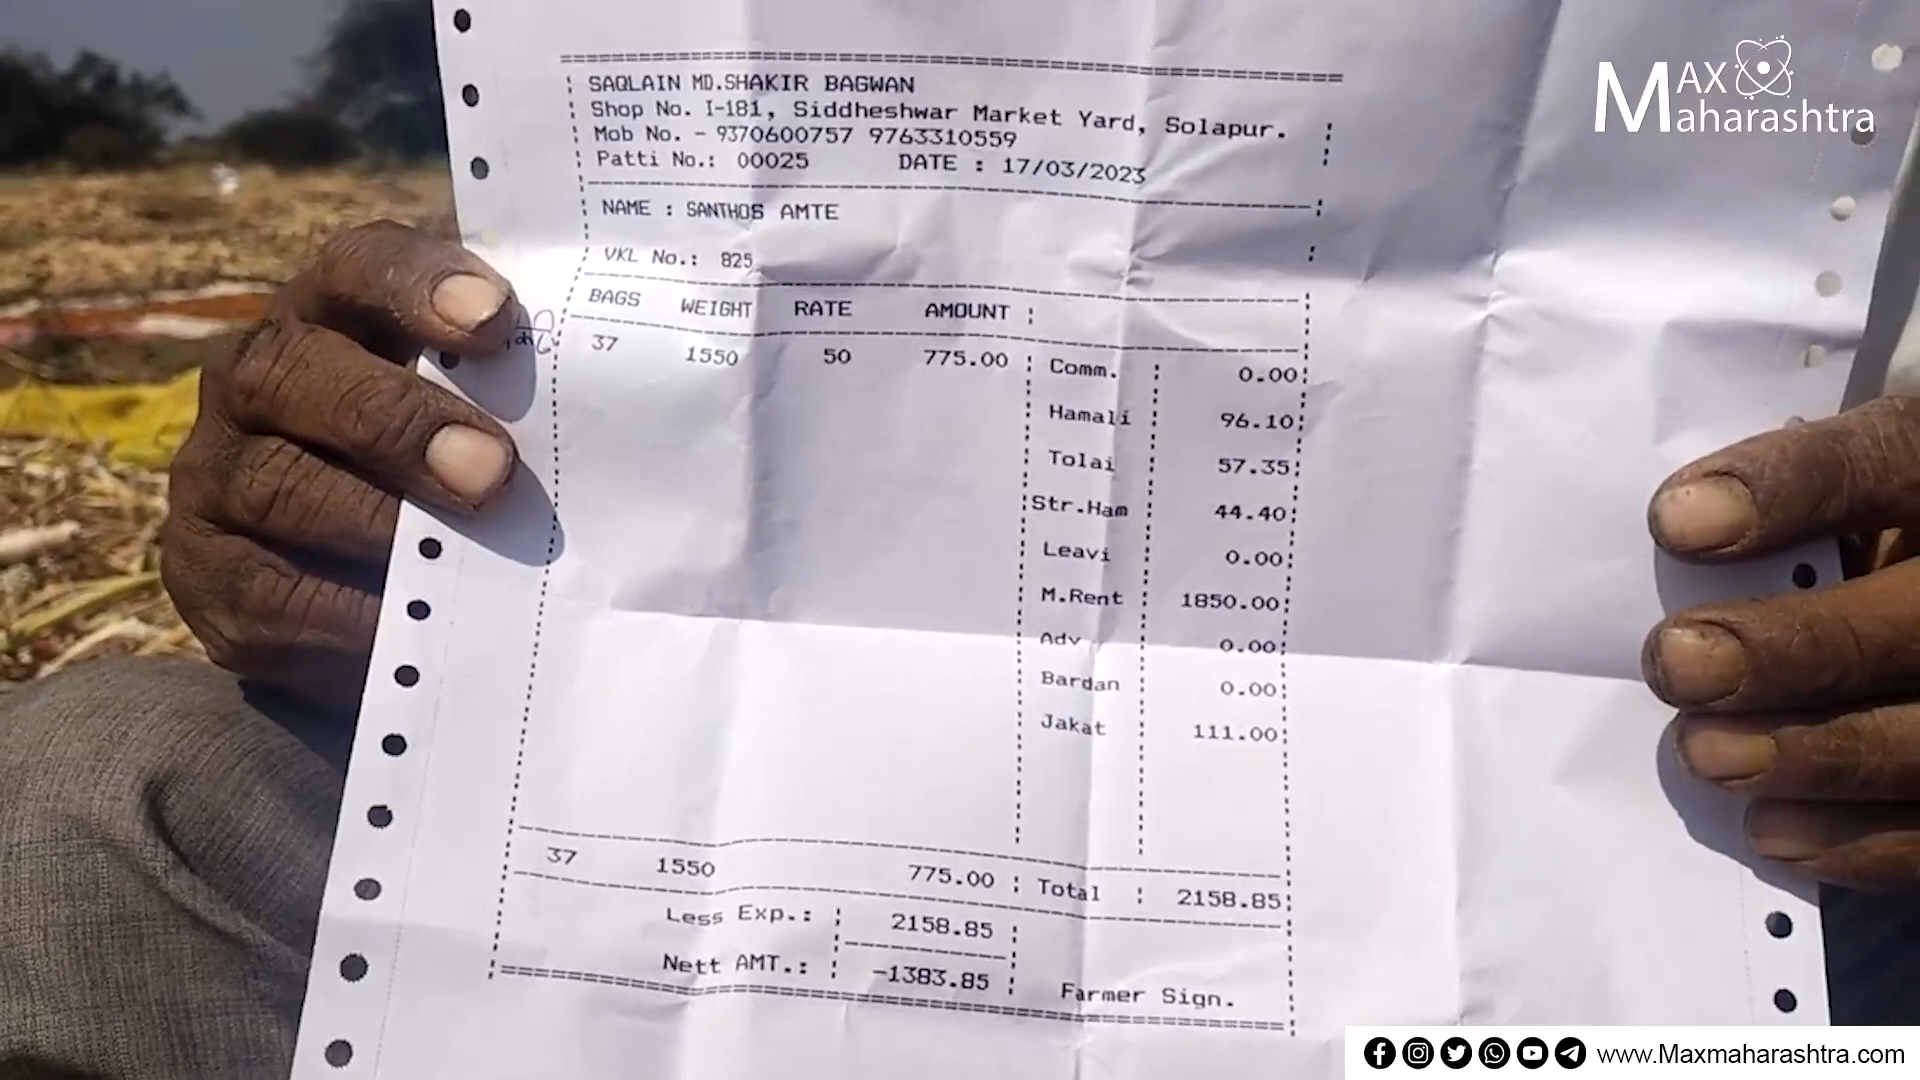 MAX
Maharashtra
SAQLAIN MD.SHAKIR BAGWAN
Shop No. I-181, Siddheshwar Market Yard, Solapur.
Mob No. - 9370600757 9763310559
Patti No.: 00025 DATE : 17/03/2023
NAME : SANTHOS AMTE
VKL No.: 825
BAGS WEIGHT RATE AMOUNT
37 1550 50 775.00 Comm. 0.00
Hamali 96.10
Tolai 57.35
Str.Ham 44.40
Leavi 0.00
M.Rent 1850.00
Adv 0.00
Bardan 0.00
Jakat 111.00
37 1550 775.00 Total : 2158.85
Less Exp.: 2158.85
Nett AMT.: -1383.85
Farmer Sign.
www.Maxmaharashtra.com